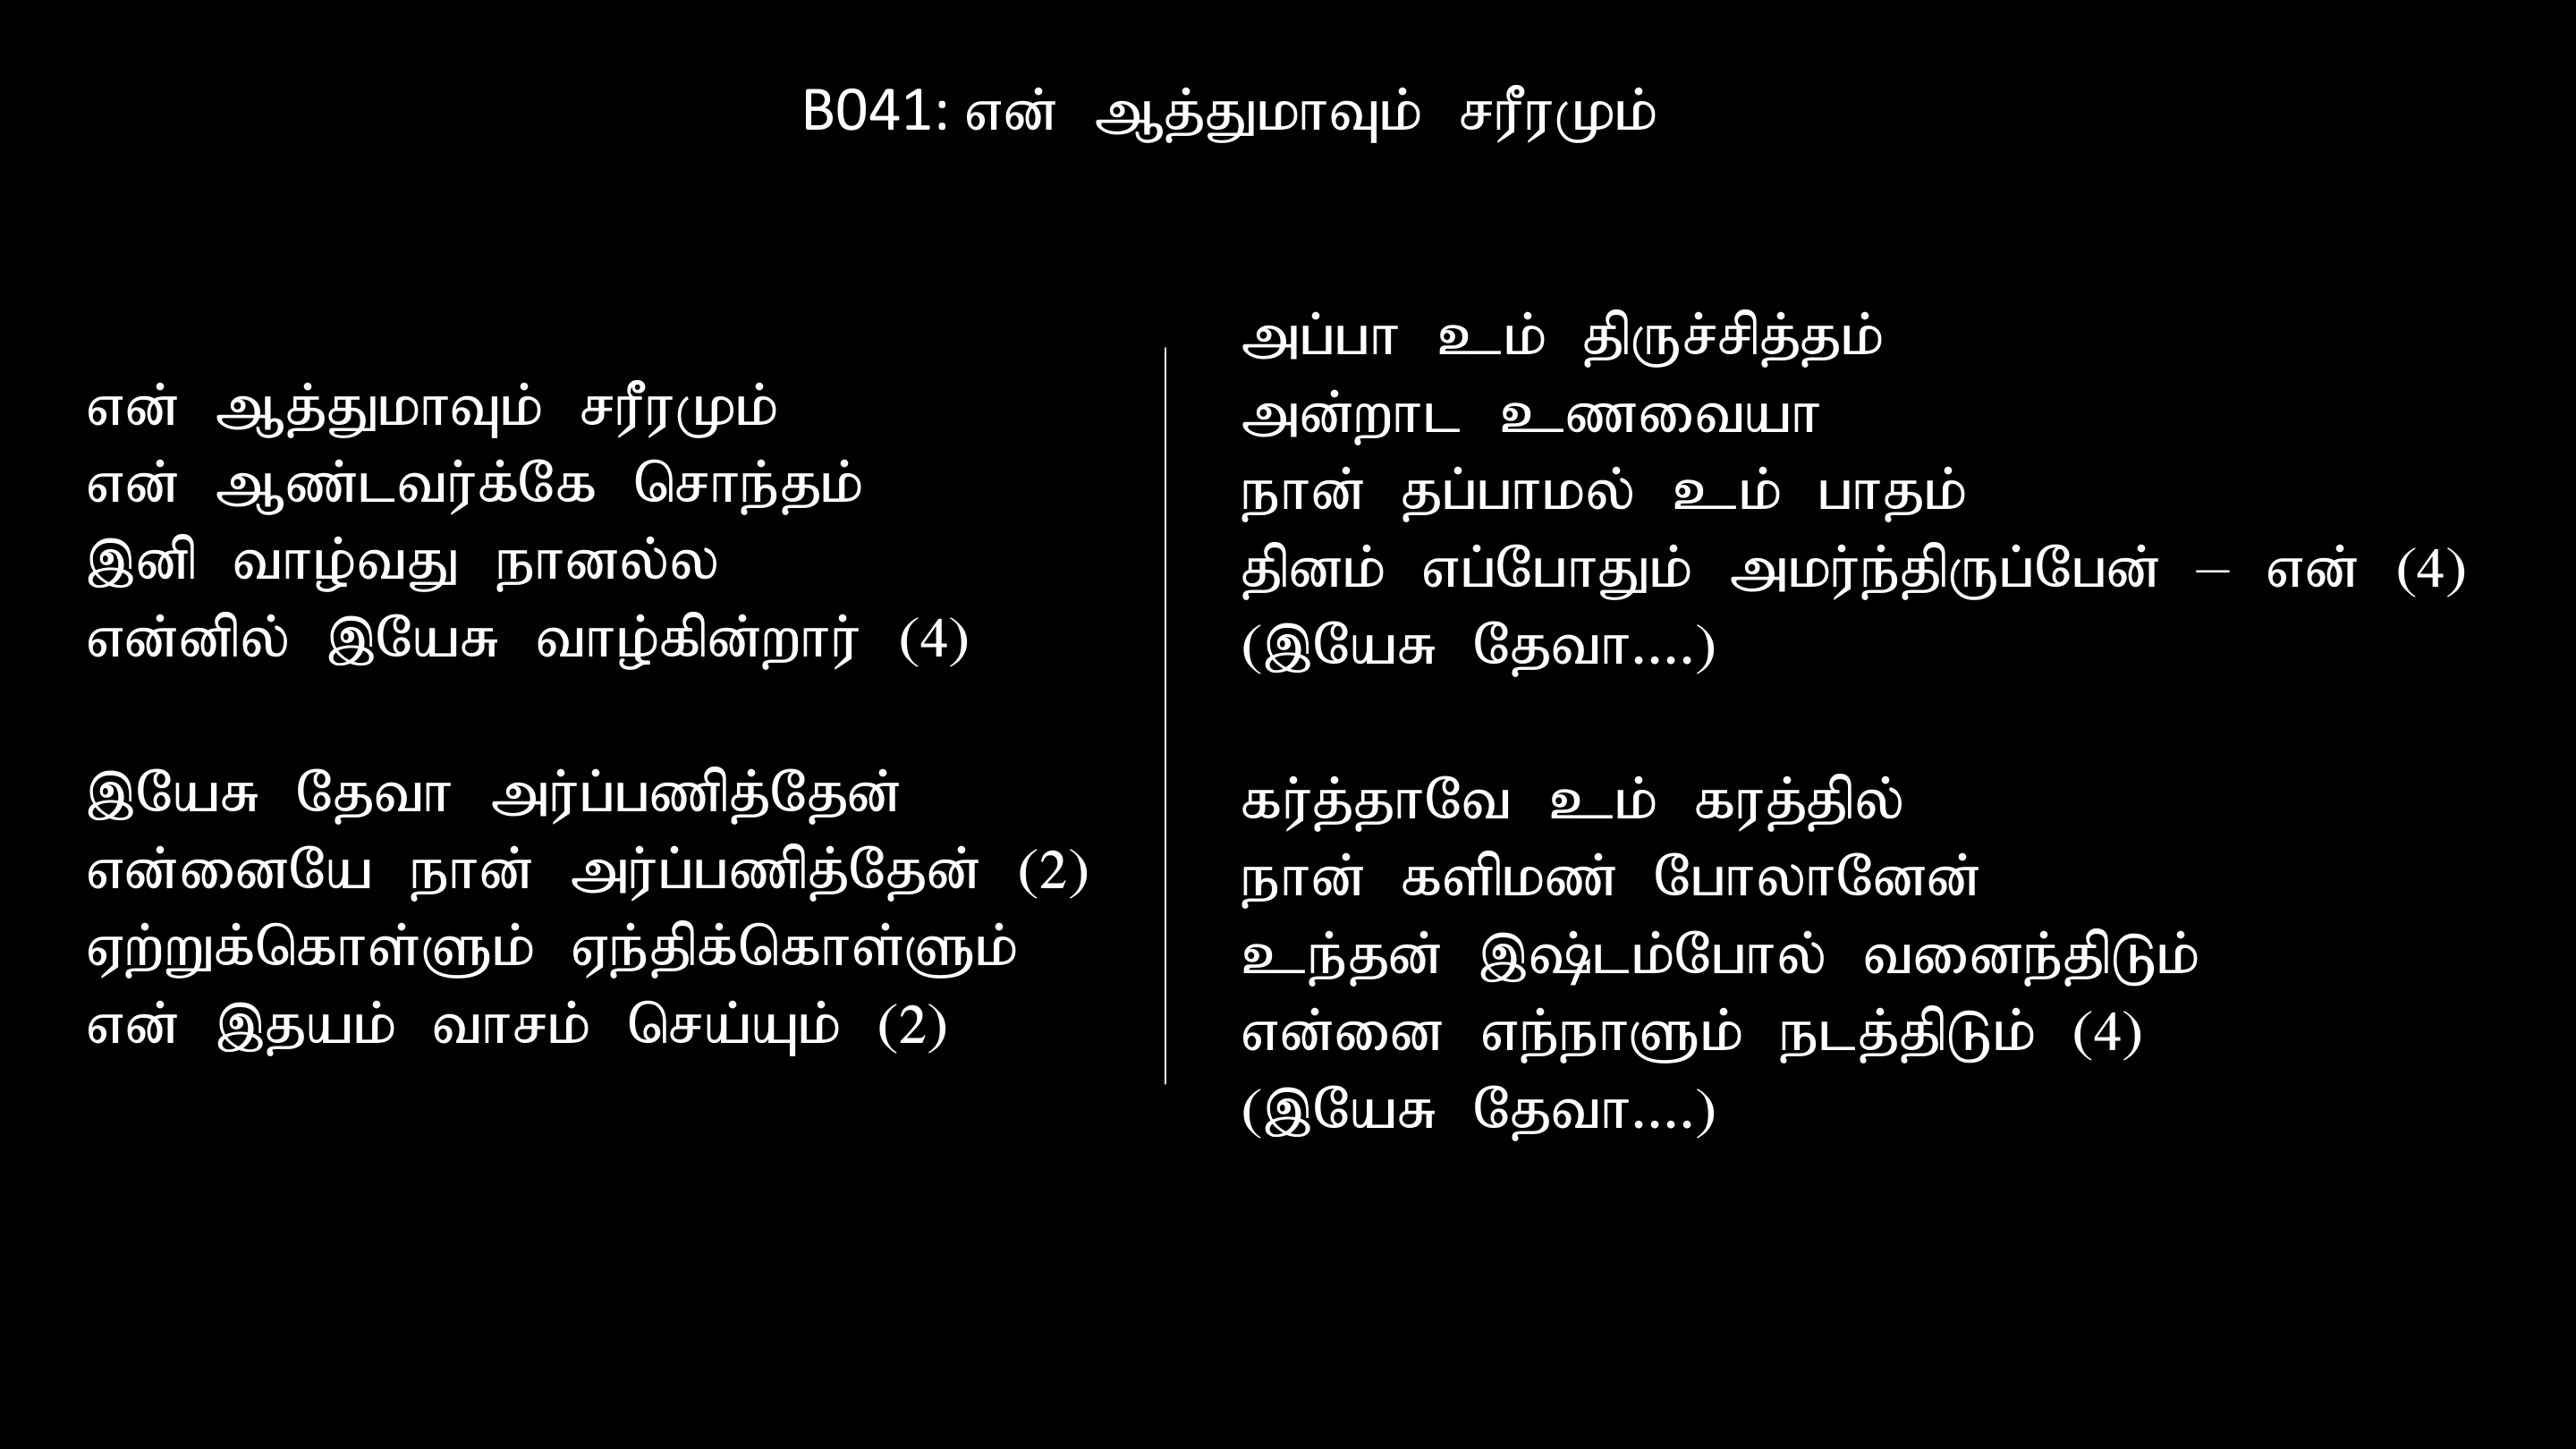 B041: என் ஆத்துமாவும் சரீரமும்
என் ஆத்துமாவும் சரீரமும்
என் ஆண்டவர்க்கே சொந்தம்
இனி வாழ்வது நானல்ல
என்னில் இயேசு வாழ்கின்றார் (4)
இயேசு தேவா அர்ப்பணித்தேன்
என்னையே நான் அர்ப்பணித்தேன் (2)
ஏற்றுக்கொள்ளும் ஏந்திக்கொள்ளும்
என் இதயம் வாசம் செய்யும் (2)
அப்பா உம் திருச்சித்தம்
அன்றாட உணவையா
நான் தப்பாமல் உம் பாதம்
தினம் எப்போதும் அமர்ந்திருப்பேன் – என் (4)
(இயேசு தேவா....)
கர்த்தாவே உம் கரத்தில்
நான் களிமண் போலானேன்
உந்தன் இஷ்டம்போல் வனைந்திடும்
என்னை எந்நாளும் நடத்திடும் (4)
(இயேசு தேவா....)